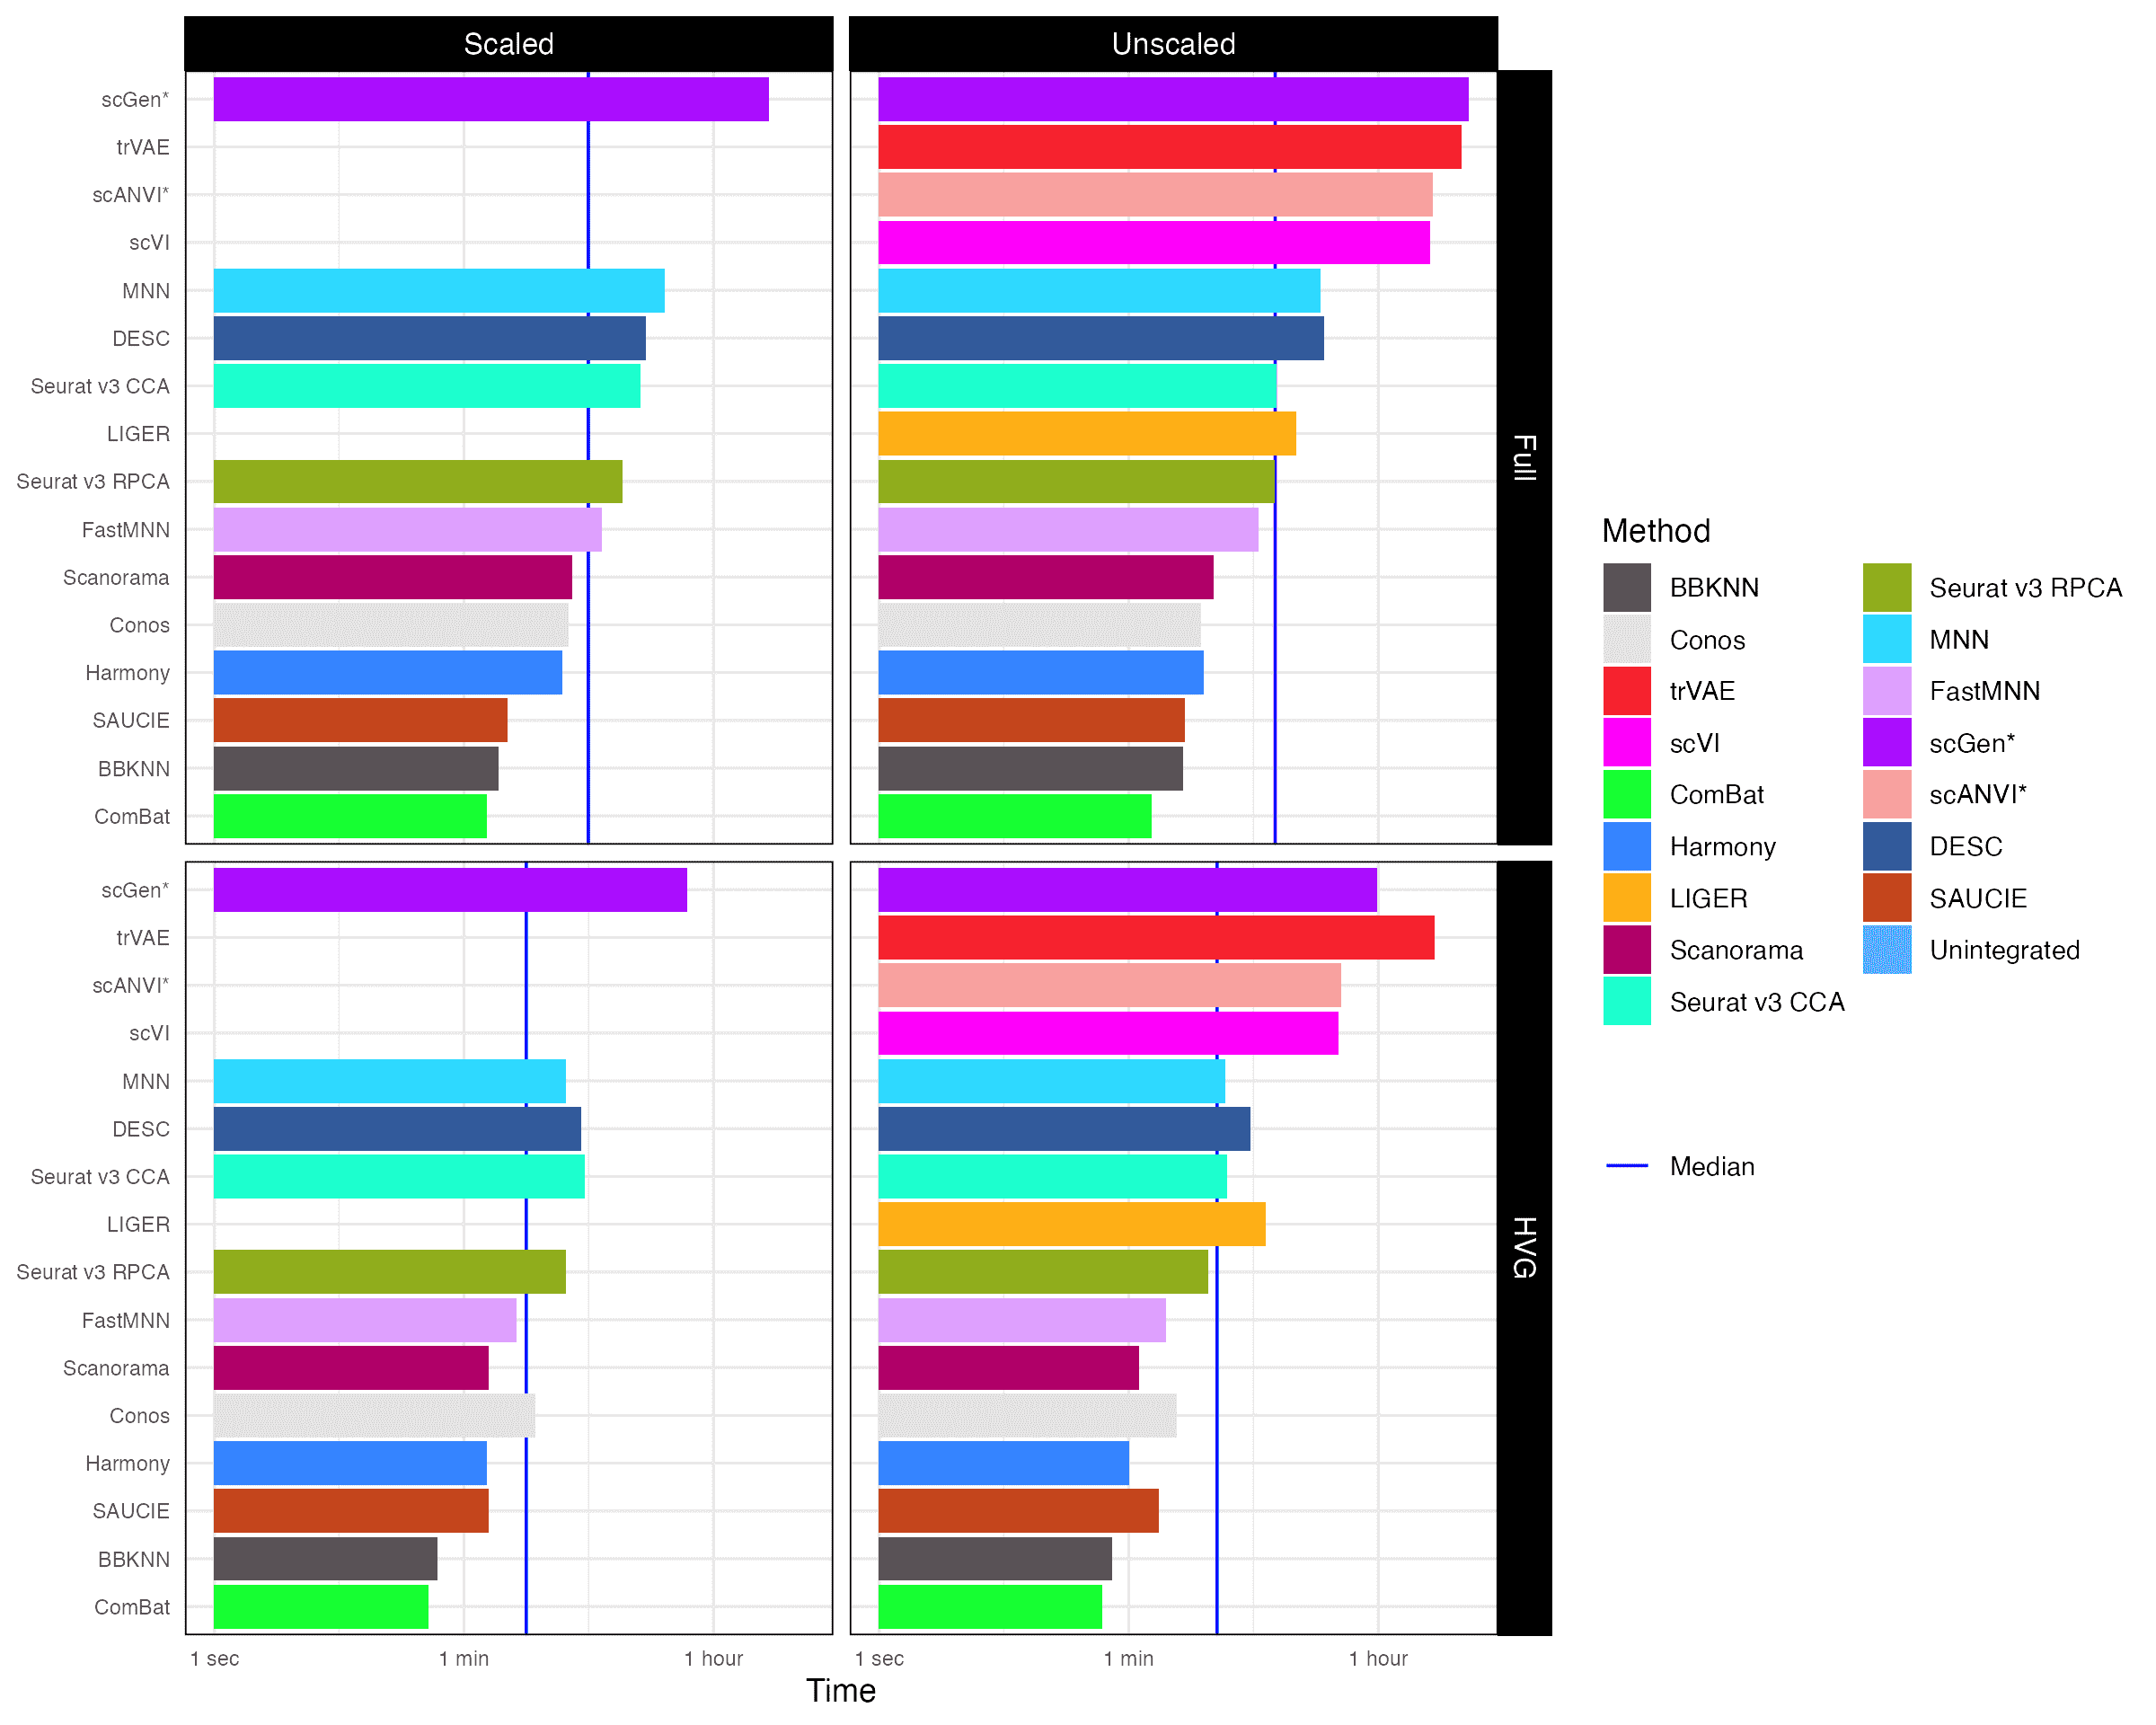 Scaled
Unscaled
scGen*
trVAE
scANVI*
scVI
MNN
DESC
Seurat v3 CCA
LIGER
Seurat v3 RPCA
FastMNN
Scanorama
Conos
Harmony
SAUCIE
BBKNN
ComBat
Full
scGen*
trVAE
scANVI*
scVI
MNN
DESC
Seurat v3 CCA
LIGER
Seurat v3 RPCA
FastMNN
Scanorama
Conos
Harmony
SAUCIE
BBKNN
ComBat
HVG
1 sec 1 min 1 hour
1 sec 1 min 1 hour
Time
Method
BBKNN
Conos
trVAE
scVI
ComBat
Harmony
LIGER
Scanorama
Seurat v3 CCA
Seurat v3 RPCA
MNN
FastMNN
scGen*
scANVI*
DESC
SAUCIE
Unintegrated
Median